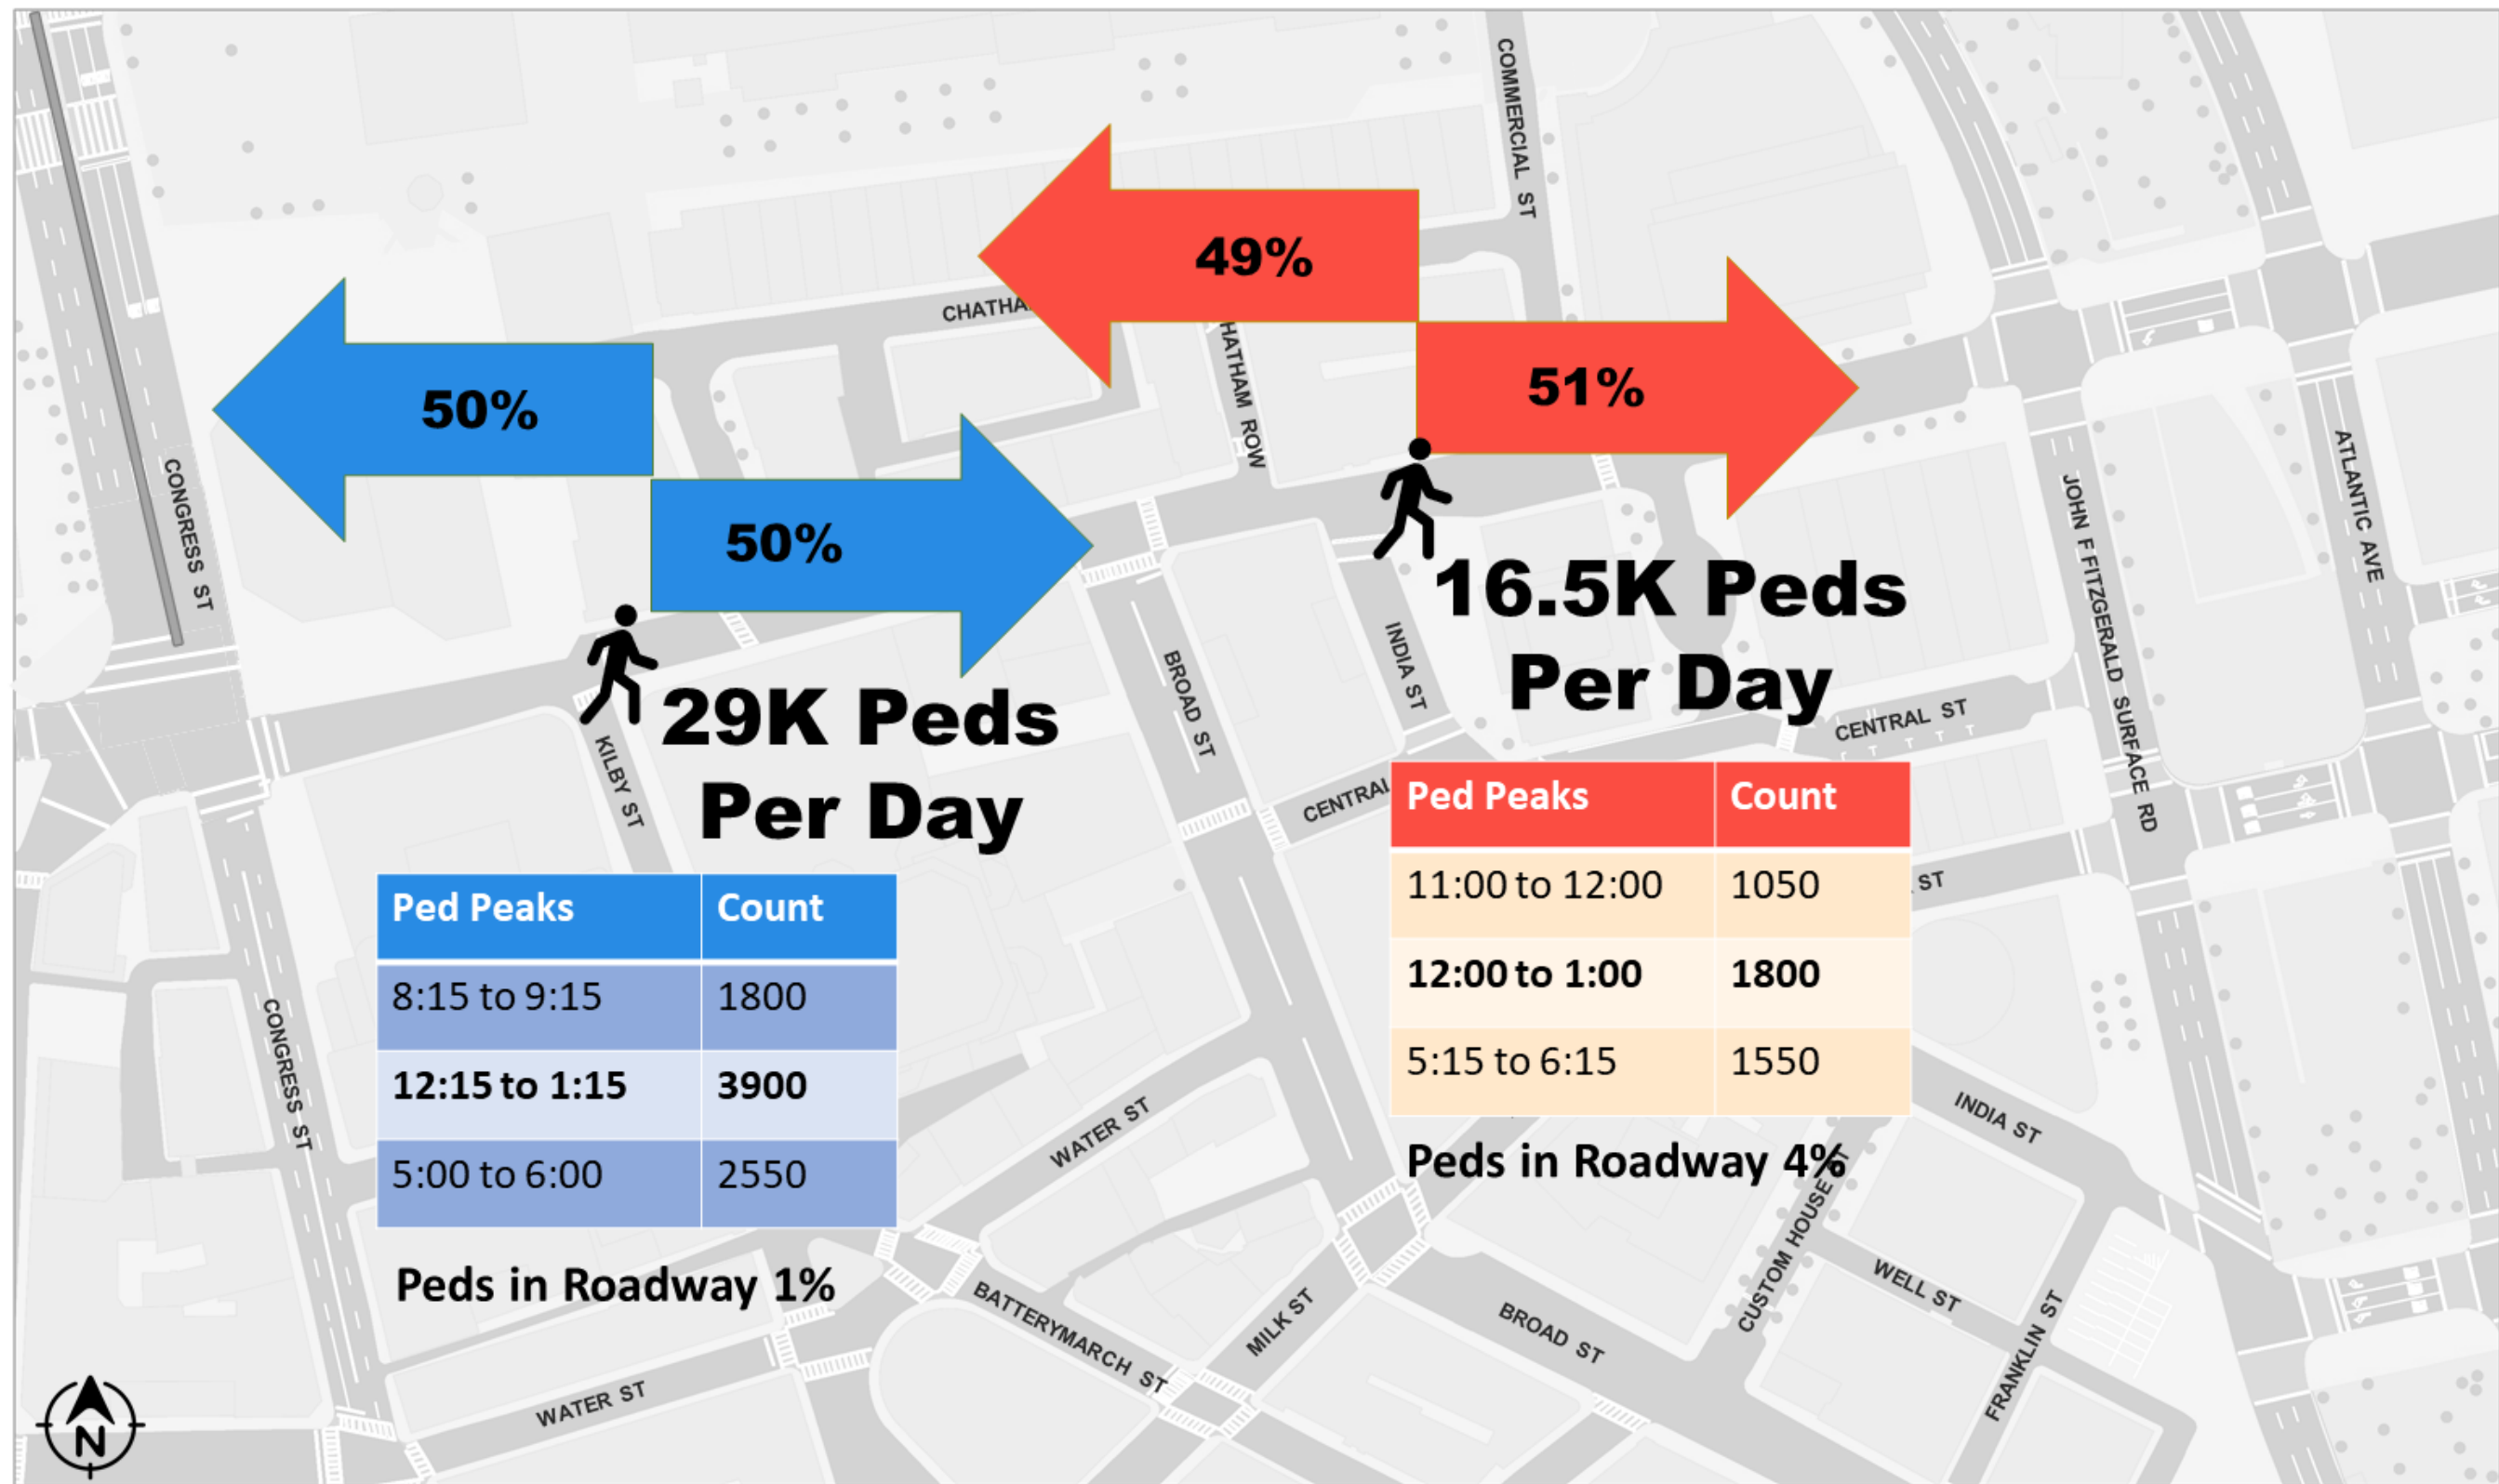 COMMERCIAL ST
49%
CHATHA
51%
50%
HATHAM ROW
50%
CONGRESS ST
ATLANTIC AVE
JOHN F FITZGERALD SURFACE RD
16.5K Peds
Per Day
INDIA ST
BROAD ST
29K Peds
Per Day
KILBY ST
CENTRAL ST
CENTRAL
Ped Peaks Count
11:00 to 12:00 1050
12:00 to 1:00 1800
5:15 to 6:15 1550
Peds in Roadway 4%
ST
Ped Peaks Count
8:15 to 9:15 1800
12:15 to 1:15 3900
5:00 to 6:00 2550
Peds in Roadway 1%
CONGRESS ST
WATER ST
INDIA ST
CUSTOM HOUSE ST
WELL ST
FRANKLIN ST
BROAD ST
MILK ST
BATTERYMARCH ST
WATER ST
N